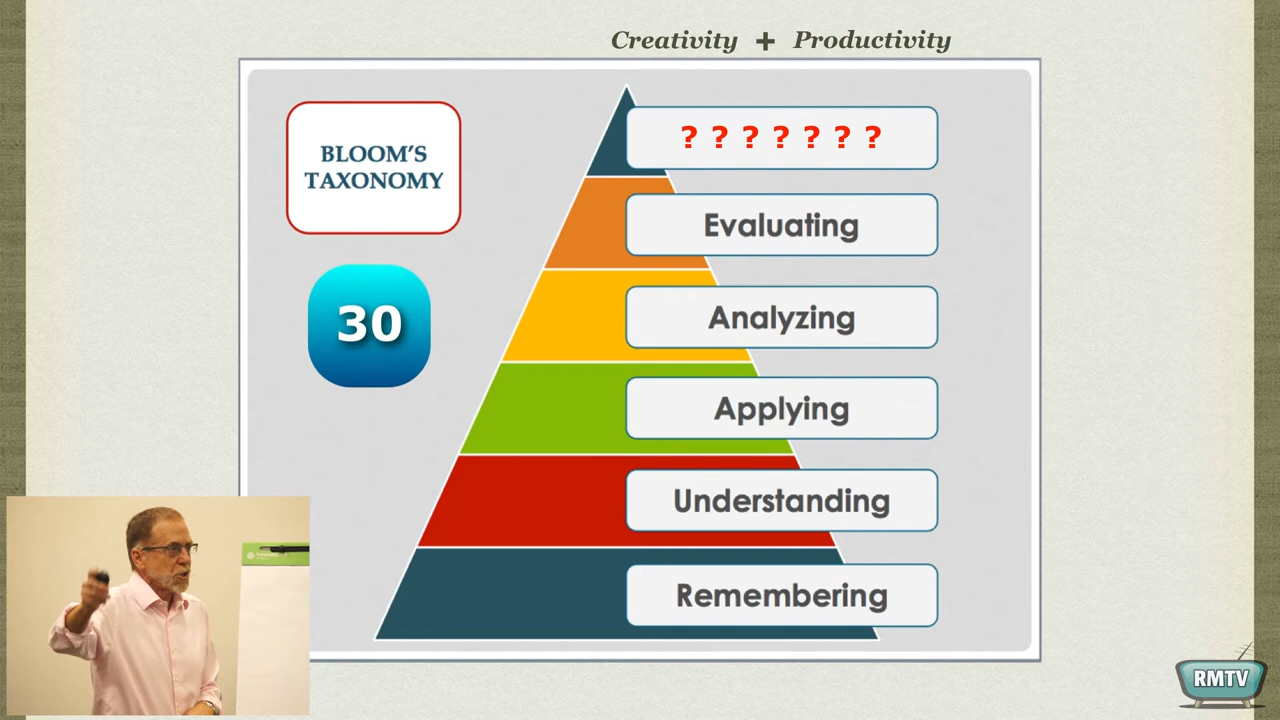 Creativity + Productivity
BLOOM'S
TAXONOMY
30
? ? ? ? ? ? ?
Evaluating
Analyzing
Applying
Understanding
Remembering
RMTV